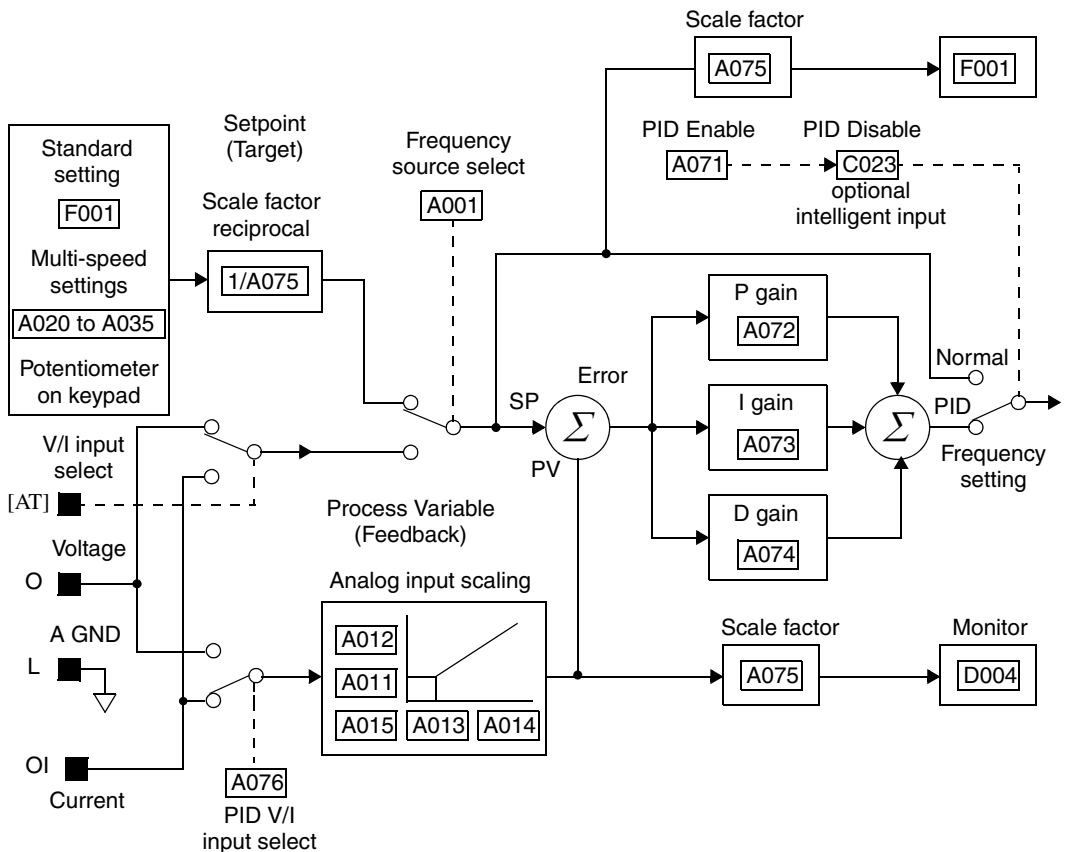 Scale factor
A075
F001
PID Enable
A071
PID Disable
C023
optional
intelligent input
Setpoint
(Target)
Frequency
source select
A001
Standard
setting
F001
Multi-speed
settings
A020 to A035
Potentiometer
on keypad
Scale factor
reciprocal
1/A075
P gain
A072
Normal
Error
SP
Σ
PV
I gain
A073
Σ
PID
Frequency
setting
V/I input
select
[AT]
D gain
A074
Process Variable
(Feedback)
Voltage
O
Analog input scaling
A012
A011
A015
A013
A014
A GND
L
Scale factor
A075
Monitor
D004
OI
Current
A076
PID V/I
input select